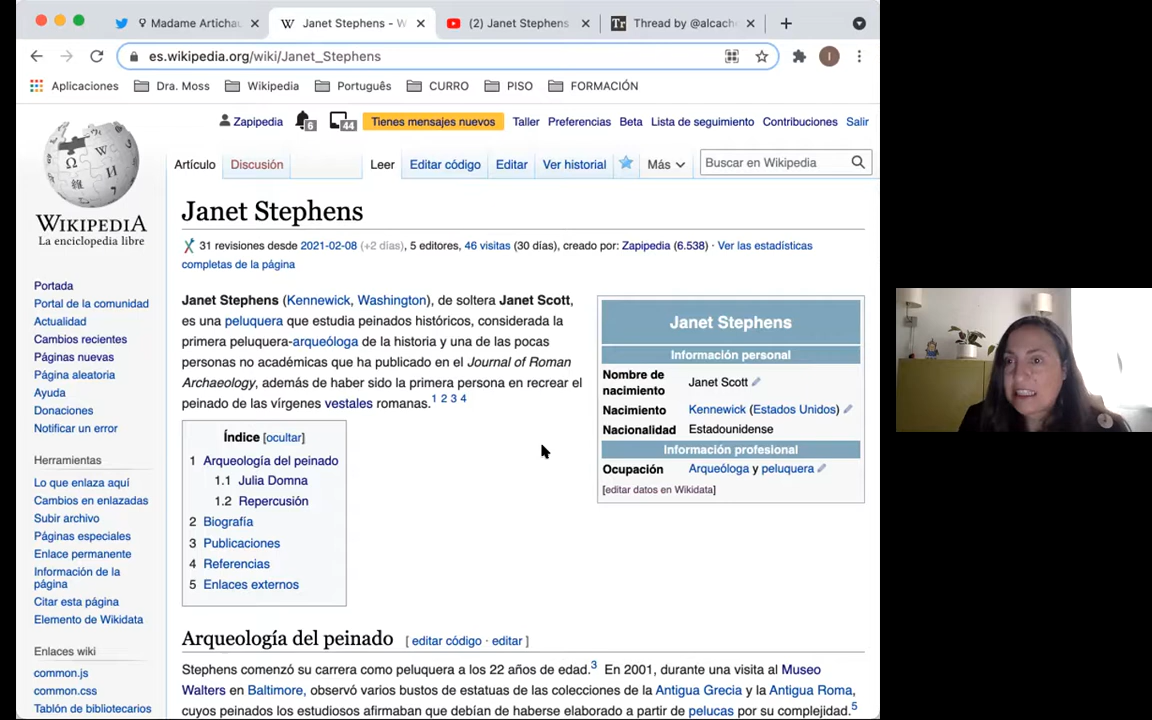 Madame Artichau
Janet Stephens - W
(2) Janet Stephens
Tr Thread by @alcache
es.wikipedia.org/wiki/Janet_Stephens
I
Aplicaciones Dra. Moss Wikipedia Português CURRO PISO FORMACIÓN
Zapipedia 6 44 Tienes mensajes nuevos Taller Preferencias Beta Lista de seguimiento Contribuciones Salir
Artículo Discusión Leer Editar código Editar Ver historial Más Buscar en Wikipedia
WIKIPEDIA
La enciclopedia libre
Portada
Portal de la comunidad
Actualidad
Cambios recientes
Páginas nuevas
Página aleatoria
Ayuda
Donaciones
Notificar un error
Herramientas
Lo que enlaza aquí
Cambios en enlazadas
Subir archivo
Páginas especiales
Enlace permanente
Información de la
página
Citar esta página
Elemento de Wikidata
Enlaces wiki
common.js
common.css
Tablón de bibliotecarios
Janet Stephens
31 revisiones desde 2021-02-08 (+2 días), 5 editores, 46 visitas (30 días), creado por: Zapipedia (6.538) · Ver las estadísticas
completas de la página
Janet Stephens (Kennewick, Washington), de soltera Janet Scott,
es una peluquera que estudia peinados históricos, considerada la
primera peluquera-arqueóloga de la historia y una de las pocas
personas no académicas que ha publicado en el Journal of Roman
Archaeology, además de haber sido la primera persona en recrear el
peinado de las vírgenes vestales romanas.1 2 3 4
Janet Stephens
Información personal
Nombre de
nacimiento
Janet Scott
Nacimiento Kennewick (Estados Unidos)
Nacionalidad Estadounidense
Información profesional
Ocupación Arqueóloga y peluquera
[editar datos en Wikidata]
Índice [ocultar]
1 Arqueología del peinado
1.1 Julia Domna
1.2 Repercusión
2 Biografía
3 Publicaciones
4 Referencias
5 Enlaces externos
Arqueología del peinado [ editar código · editar ]
Stephens comenzó su carrera como peluquera a los 22 años de edad.3 En 2001, durante una visita al Museo
Walters en Baltimore, observó varios bustos de estatuas de las colecciones de la Antigua Grecia y la Antigua Roma,
cuyos peinados los estudiosos afirmaban que debían de haberse elaborado a partir de pelucas por su complejidad.5